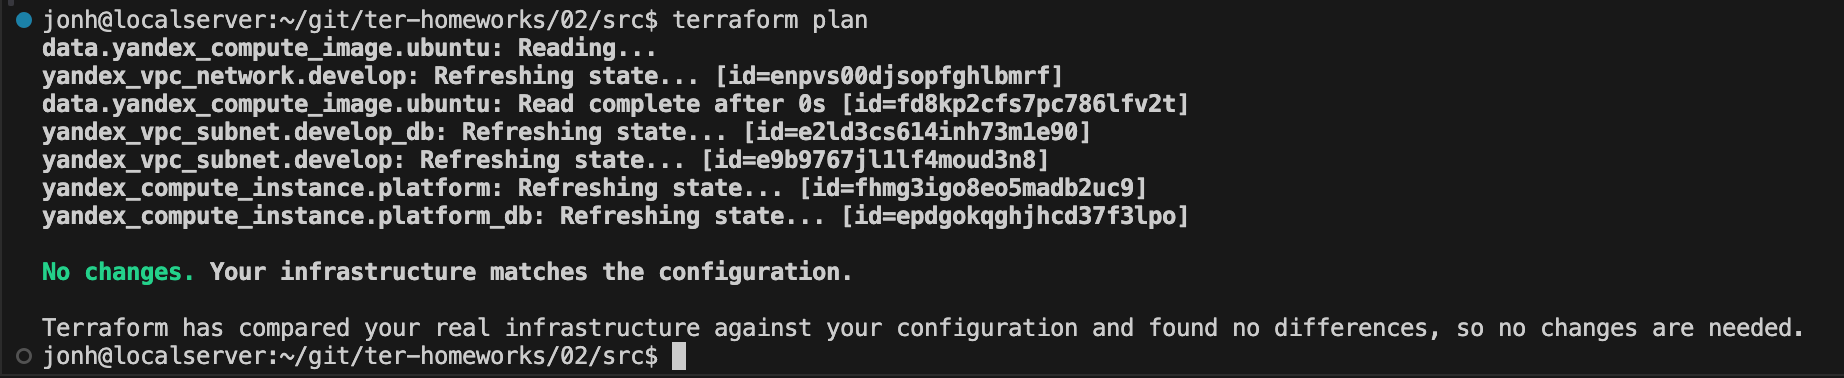 jonh@localserver:~/git/ter-homeworks/02/src$ terraform plan
data.yandex_compute_image.ubuntu: Reading...
yandex_vpc_network.develop: Refreshing state... [id=enpvs00djsopfghlbmrf]
data.yandex_compute_image.ubuntu: Read complete after 0s [id=fd8kp2cfs7pc786lfv2t]
yandex_vpc_subnet.develop_db: Refreshing state... [id=e2ld3cs614inh73m1e90]
yandex_vpc_subnet.develop: Refreshing state... [id=e9b9767jl1lf4moud3n8]
yandex_compute_instance.platform: Refreshing state... [id=fhmg3igo8eo5madb2uc9]
yandex_compute_instance.platform_db: Refreshing state... [id=epdgokqghjhcd37f3lpo]
No changes. Your infrastructure matches the configuration.
Terraform has compared your real infrastructure against your configuration and found no differences, so no changes are needed.
jonh@localserver:~/git/ter-homeworks/02/src$